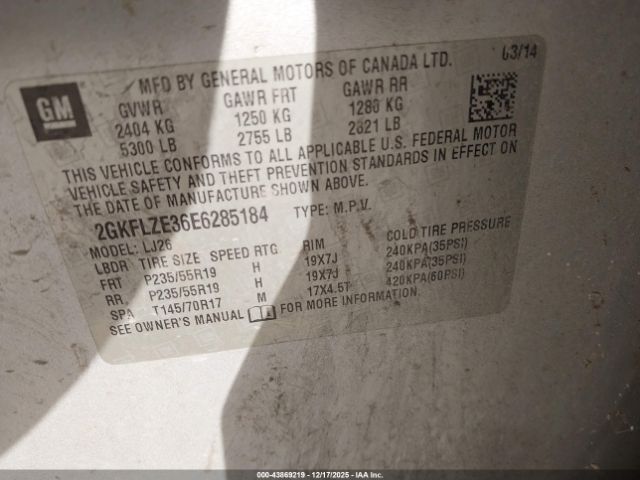 03/14
MFD BY GENERAL MOTORS OF CANADA LTD.
GM
GVWR GAWR FRT GAWR RR
2404 KG 1250 KG 1280 KG
5300 LB 2755 LB 2821 LB
THIS VEHICLE CONFORMS TO ALL APPLICABLE U.S. FEDERAL MOTOR
VEHICLE SAFETY AND THEFT PREVENTION STANDARDS IN EFFECT ON
THE DATE OF MANUFACTURE SHOWN ABOVE.
2GKFLZE36E6285184 TYPE: M.P.V.
MODEL: LJ26
LBDR TIRE SIZE SPEED RTG RIM COLD TIRE PRESSURE
FRT P235/55R19 H 19X7J 240KPA(35PSI)
RR. P235/55R19 H 19X7J 240KPA(35PSI)
SPA T145/70R17 M 17X4.5T 420KPA(60PSI)
SEE OWNER'S MANUAL FOR MORE INFORMATION.
000-43869219 - 12/17/2025 - IAA Inc.